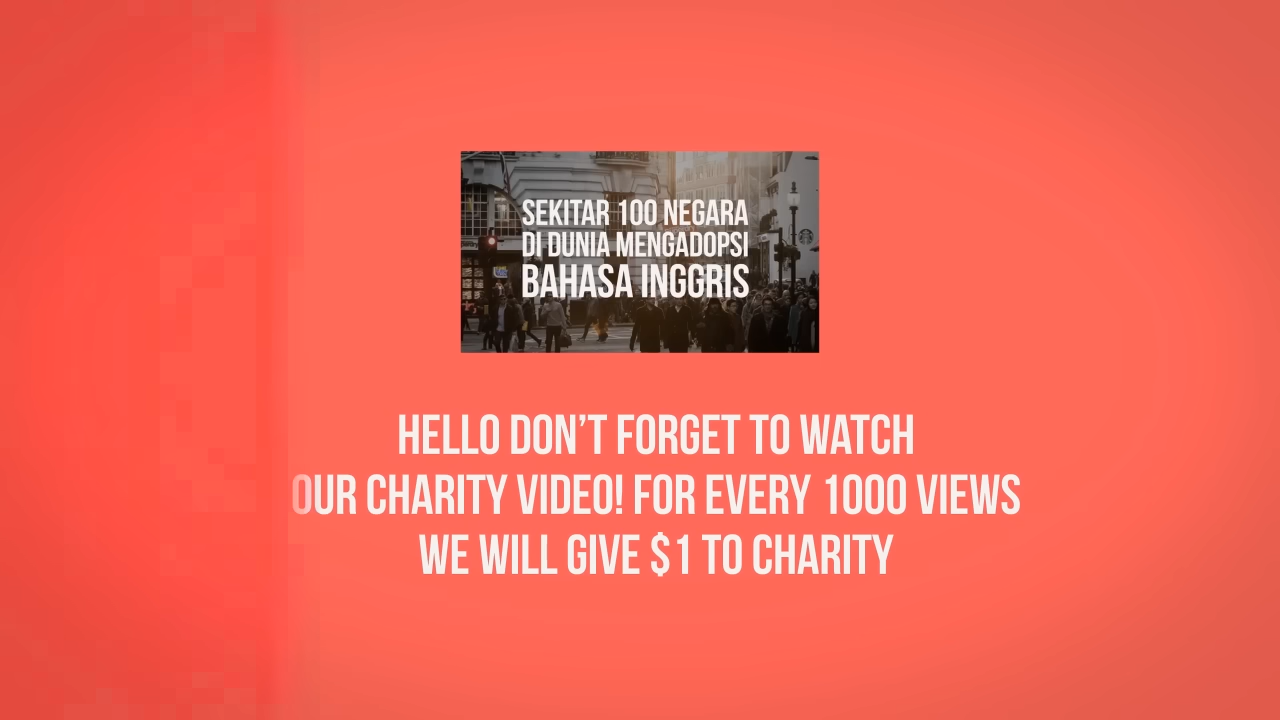 SEKITAR 100 NEGARA
DI DUNIA MENGADOPSI
BAHASA INGGRIS
HELLO DON’T FORGET TO WATCH
OUR CHARITY VIDEO! FOR EVERY 1000 VIEWS
WE WILL GIVE $1 TO CHARITY